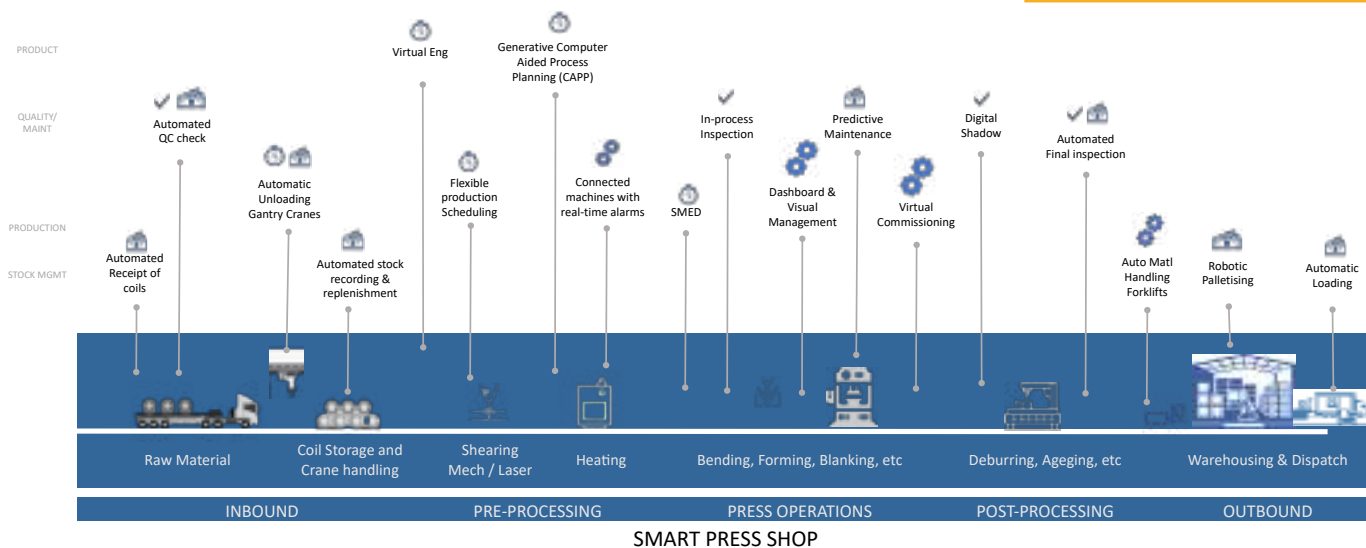 PRODUCT
QUALITY/
MAINT
PRODUCTION
STOCK MGMT
Automated
Receipt of
coils
Automated
QC check
Automatic
Unloading
Gantry Cranes
Automated stock
recording &
replenishment
Virtual Eng
Flexible
production
Scheduling
Generative Computer
Aided Process
Planning (CAPP)
Connected
machines with
real-time alarms
SMED
In-process
Inspection
Dashboard &
Visual
Management
Predictive
Maintenance
Virtual
Commissioning
Digital
Shadow
Automated
Final inspection
Auto Matl
Handling
Forklifts
Robotic
Palletising
Automatic
Loading
Raw Material
Coil Storage and
Crane handling
Shearing
Mech / Laser
Heating
Bending, Forming, Blanking, etc
Deburring, Ageging, etc
Warehousing & Dispatch
INBOUND
PRE-PROCESSING
PRESS OPERATIONS
POST-PROCESSING
OUTBOUND
SMART PRESS SHOP